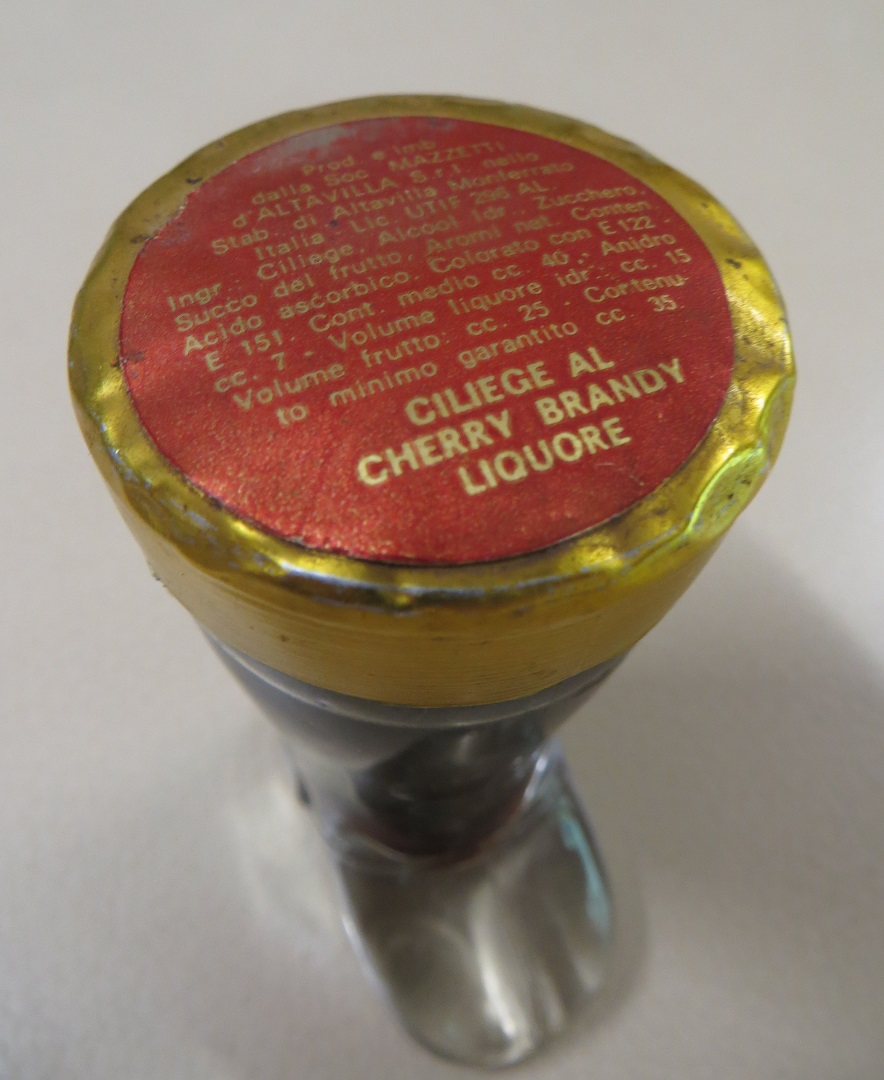 Prod. e imb.
dalla Soc. MAZZETTI
d'ALTAVILLA S.r.l. nello
Stab. di Altavilla Monferrato
Italia - Lic. UTIF 296 AL.
Ingr.: Ciliege, Alcool idr., Zucchero,
Succo del frutto, Aromi nat. Conten.
Acido ascorbico. Colorato con E 122 -
E 151. Cont. medio cc. 40 - Anidro
cc. 7 - Volume liquore idr.: cc. 15
Volume frutto: cc. 25 - Contenu-
to minimo garantito cc. 35.
CILIEGE AL
CHERRY BRANDY
LIQUORE